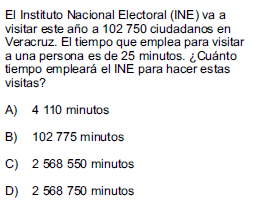 El Instituto Nacional Electoral (INE) va a
visitar este año a 102 750 ciudadanos en
Veracruz. El tiempo que emplea para visitar
a una persona es de 25 minutos. ¿Cuánto
tiempo empleará el INE para hacer estas
visitas?
A) 4 110 minutos
B) 102 775 minutos
C) 2 568 550 minutos
D) 2 568 750 minutos